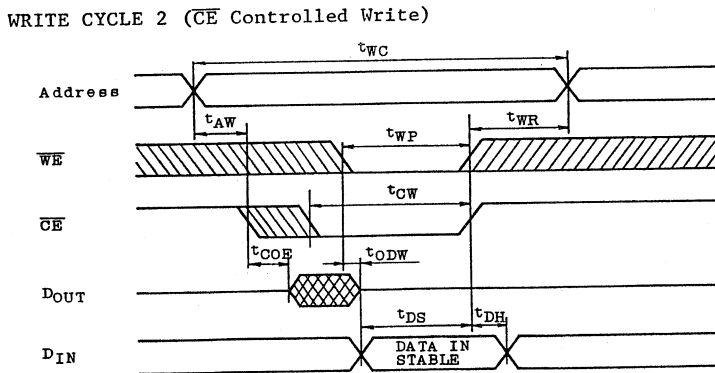 WRITE CYCLE 2 (CE Controlled Write)
tWC
Address
tAW
tWR
tWP
WE
tCW
CE
tCOE
tODW
DOUT
tDS
tDH
DIN
DATA IN
STABLE